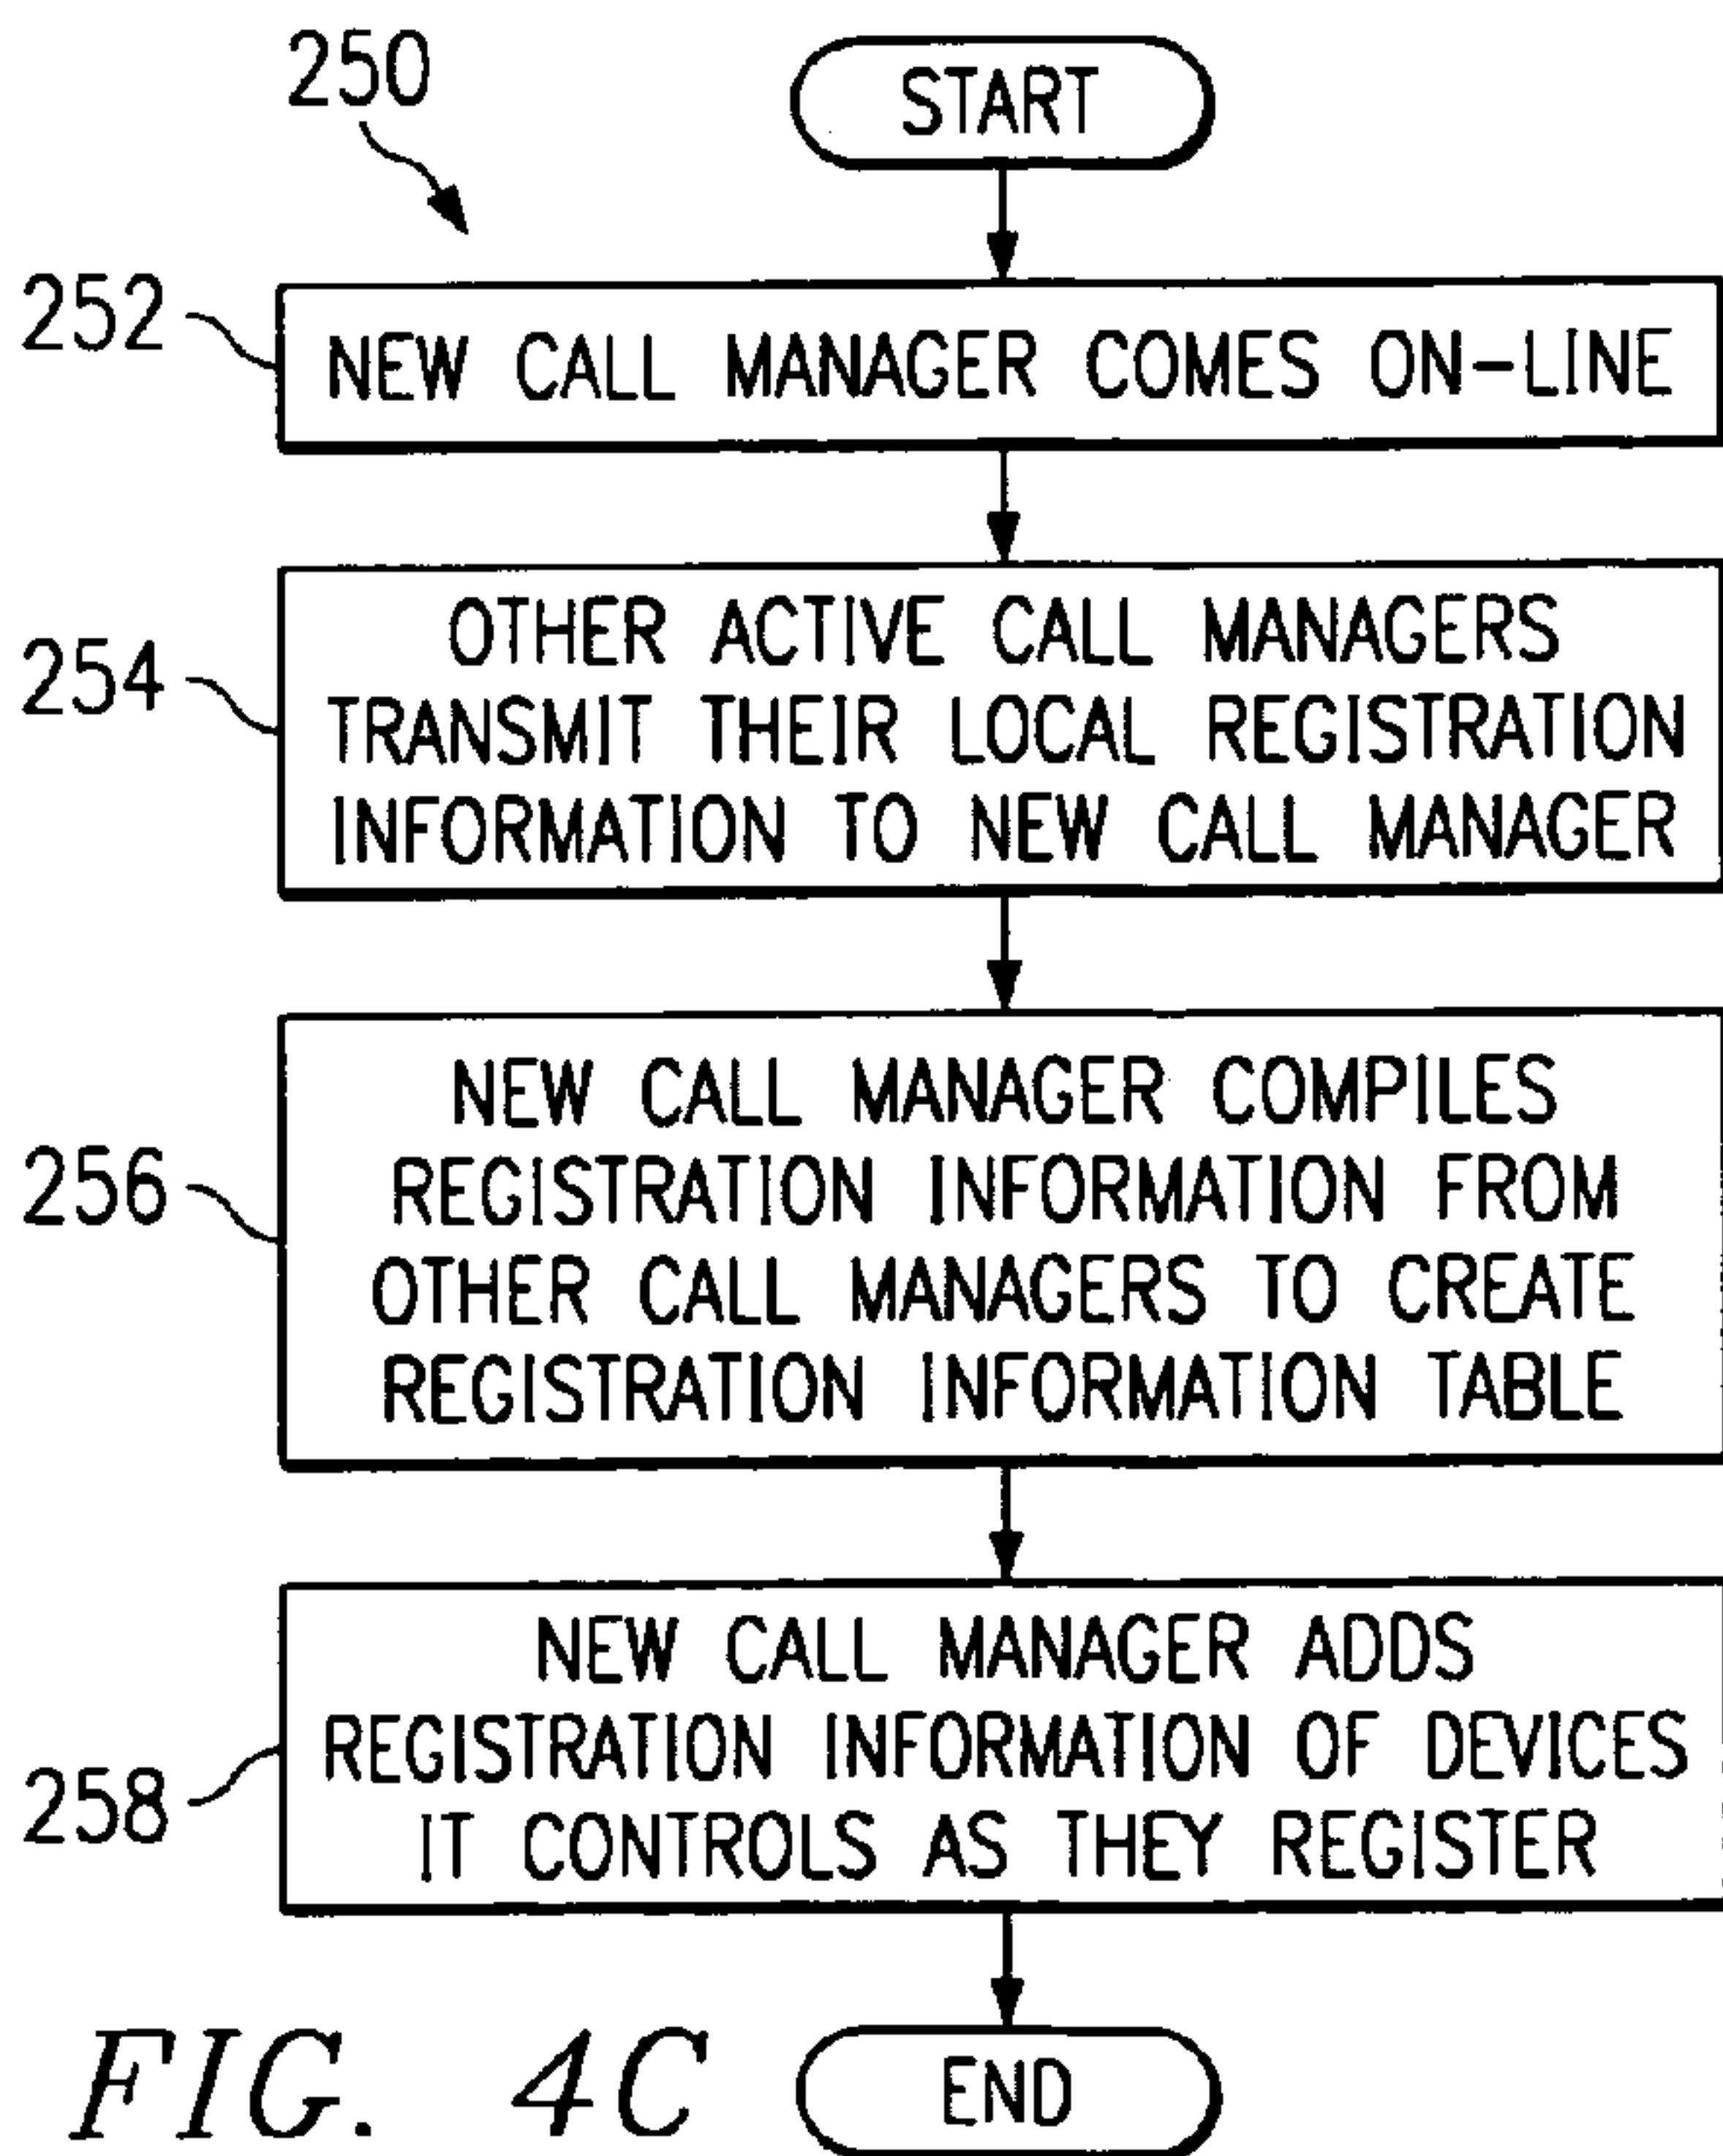 250
START
252
NEW CALL MANAGER COMES ON-LINE
254
OTHER ACTIVE CALL MANAGERS
TRANSMIT THEIR LOCAL REGISTRATION
INFORMATION TO NEW CALL MANAGER
256
NEW CALL MANAGER COMPILES
REGISTRATION INFORMATION FROM
OTHER CALL MANAGERS TO CREATE
REGISTRATION INFORMATION TABLE
258
NEW CALL MANAGER ADDS
REGISTRATION INFORMATION OF DEVICES
IT CONTROLS AS THEY REGISTER
END
FIG. 4C